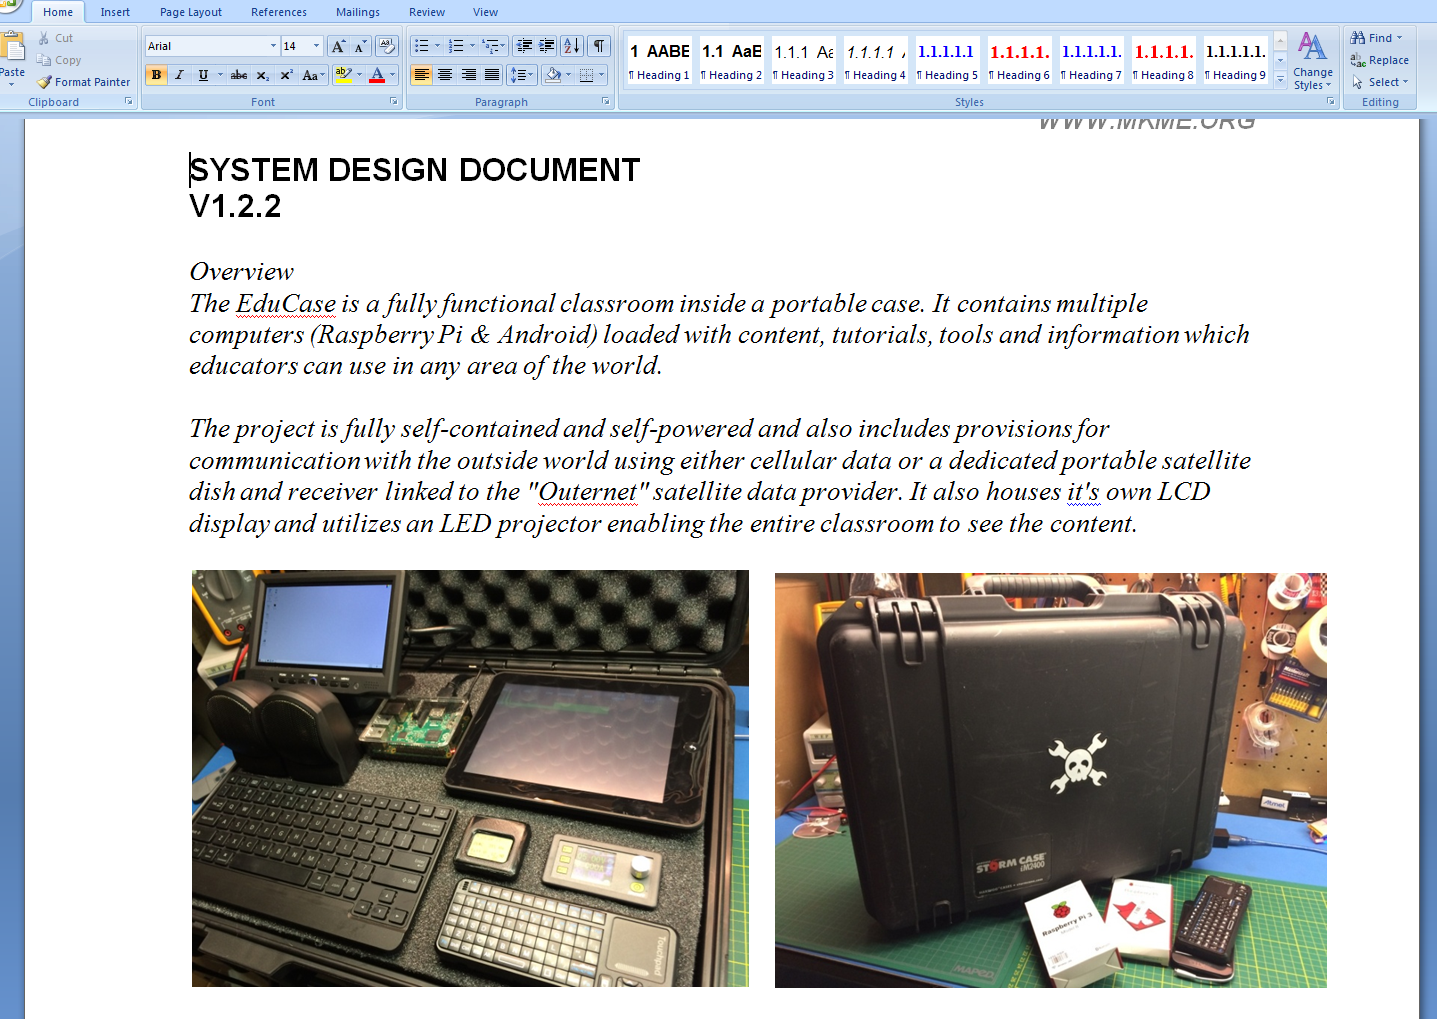 Home Insert Page Layout References Mailings Review View
Paste
Cut
Copy
Format Painter
Clipboard
Arial 14
B I U abc x₂ x² Aa
Font
Paragraph
1 AABE 1.1 AaE 1.1.1 Aa 1.1.1.1 1.1.1.1.1 1.1.1.1. 1.1.1.1.1. 1.1.1.1. 1.1.1.1.1.
¶ Heading 1 ¶ Heading 2 ¶ Heading 3 ¶ Heading 4 ¶ Heading 5 ¶ Heading 6 ¶ Heading 7 ¶ Heading 8 ¶ Heading 9
Change
Styles
Styles
Find
Replace
Select
Editing
WWW.MKME.ORG
SYSTEM DESIGN DOCUMENT
V1.2.2
Overview
The EduCase is a fully functional classroom inside a portable case. It contains multiple
computers (Raspberry Pi & Android) loaded with content, tutorials, tools and information which
educators can use in any area of the world.
The project is fully self-contained and self-powered and also includes provisions for
communication with the outside world using either cellular data or a dedicated portable satellite
dish and receiver linked to the "Outernet" satellite data provider. It also houses it's own LCD
display and utilizes an LED projector enabling the entire classroom to see the content.
Touchpad
STORM CASE
iM2400
Raspberry Pi 3
Atmel